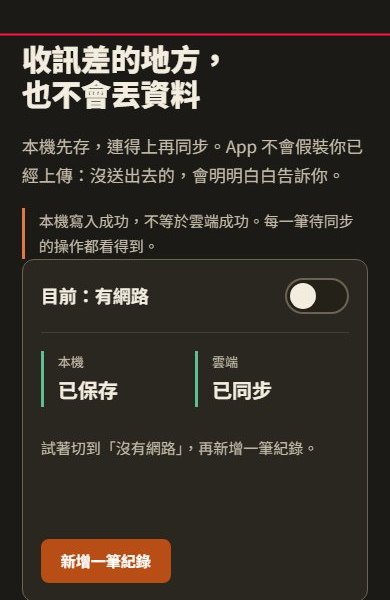 收訊差的地方，
也不會丟資料
本機先存，連得上再同步。App 不會假裝你已
經上傳：沒送出去的，會明明白白告訴你。
本機寫入成功，不等於雲端成功。每一筆待同步
的操作都看得到。
目前：有網路
本機
雲端
已保存
已同步
試著切到「沒有網路」，再新增一筆紀錄。
新增一筆紀錄